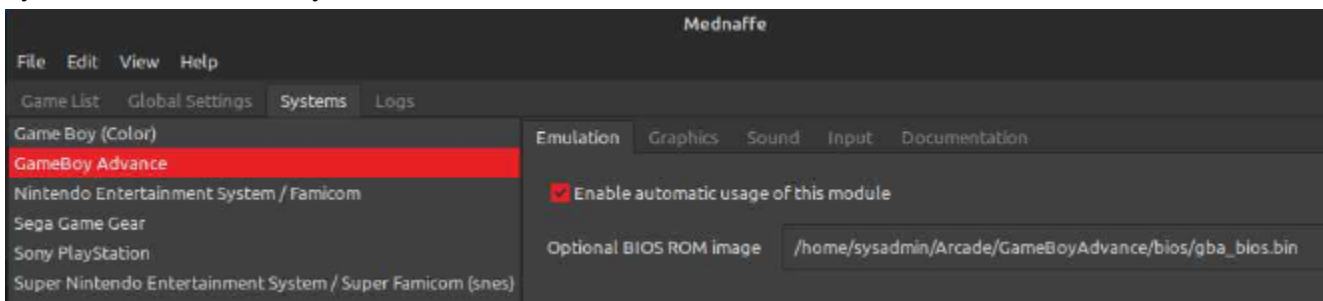 Mednaffe
File Edit View Help
Game List Global Settings Systems Logs
Game Boy (Color)
GameBoy Advance
Nintendo Entertainment System / Famicom
Sega Game Gear
Sony PlayStation
Super Nintendo Entertainment System / Super Famicom (snes)
Emulation Graphics Sound Input Documentation
Enable automatic usage of this module
Optional BIOS ROM image /home/sysadmin/Arcade/GameBoyAdvance/bios/gba_bios.bin